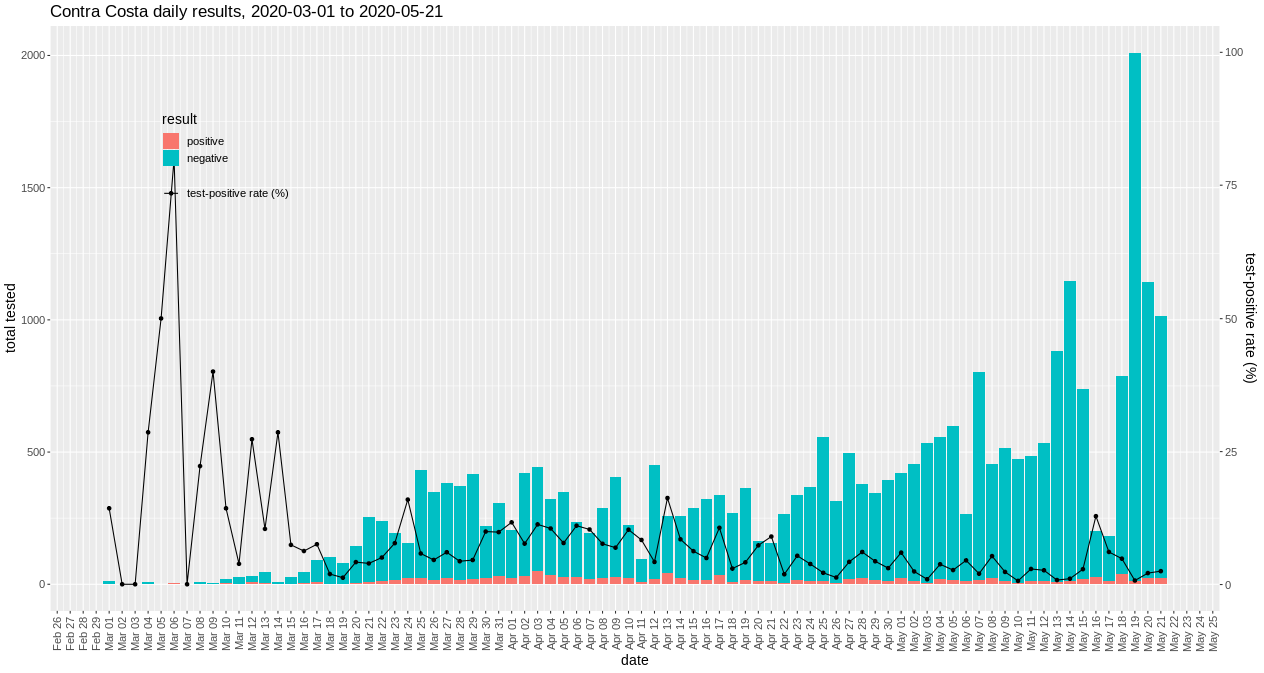 Contra Costa daily results, 2020-03-01 to 2020-05-21
2000
1500
1000
500
0
total tested
result
positive
negative
test-positive rate (%)
100
75
50
25
0
test-positive rate (%)
Feb 26
Feb 27
Feb 28
Feb 29
Mar 01
Mar 02
Mar 03
Mar 04
Mar 05
Mar 06
Mar 07
Mar 08
Mar 09
Mar 10
Mar 11
Mar 12
Mar 13
Mar 14
Mar 15
Mar 16
Mar 17
Mar 18
Mar 19
Mar 20
Mar 21
Mar 22
Mar 23
Mar 24
Mar 25
Mar 26
Mar 27
Mar 28
Mar 29
Mar 30
Mar 31
Apr 01
Apr 02
Apr 03
Apr 04
Apr 05
Apr 06
Apr 07
Apr 08
Apr 09
Apr 10
Apr 11
Apr 12
Apr 13
Apr 14
Apr 15
Apr 16
Apr 17
Apr 18
Apr 19
Apr 20
Apr 21
Apr 22
Apr 23
Apr 24
Apr 25
Apr 26
Apr 27
Apr 28
Apr 29
Apr 30
May 01
May 02
May 03
May 04
May 05
May 06
May 07
May 08
May 09
May 10
May 11
May 12
May 13
May 14
May 15
May 16
May 17
May 18
May 19
May 20
May 21
May 22
May 23
May 24
May 25
date